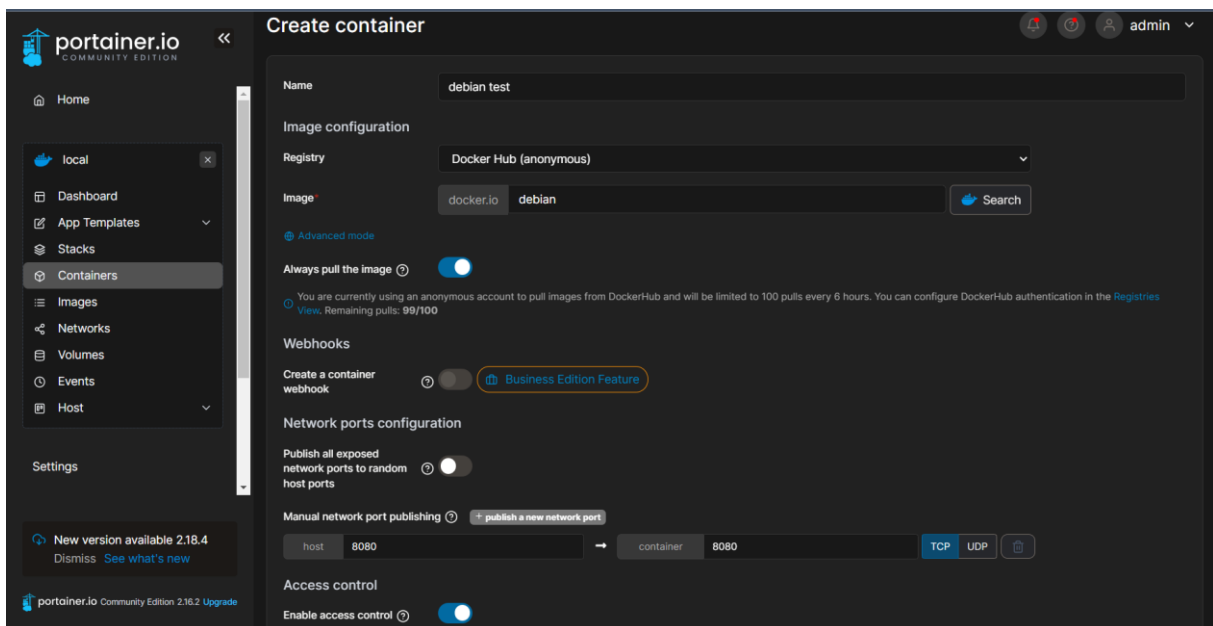 Create container
admin
portainer.io
COMMUNITY EDITION
Home
local
Dashboard
App Templates
Stacks
Containers
Images
Networks
Volumes
Events
Host
Settings
New version available 2.18.4
Dismiss See what's new
portainer.io Community Edition 2.16.2 Upgrade
Name debian test
Image configuration
Registry Docker Hub (anonymous)
Image* docker.io debian Search
Advanced mode
Always pull the image
You are currently using an anonymous account to pull images from DockerHub and will be limited to 100 pulls every 6 hours. You can configure DockerHub authentication in the Registries
View. Remaining pulls: 99/100
Webhooks
Create a container
webhook
Business Edition Feature
Network ports configuration
Publish all exposed
network ports to random
host ports
Manual network port publishing + publish a new network port
host 8080 → container 8080 TCP UDP
Access control
Enable access control